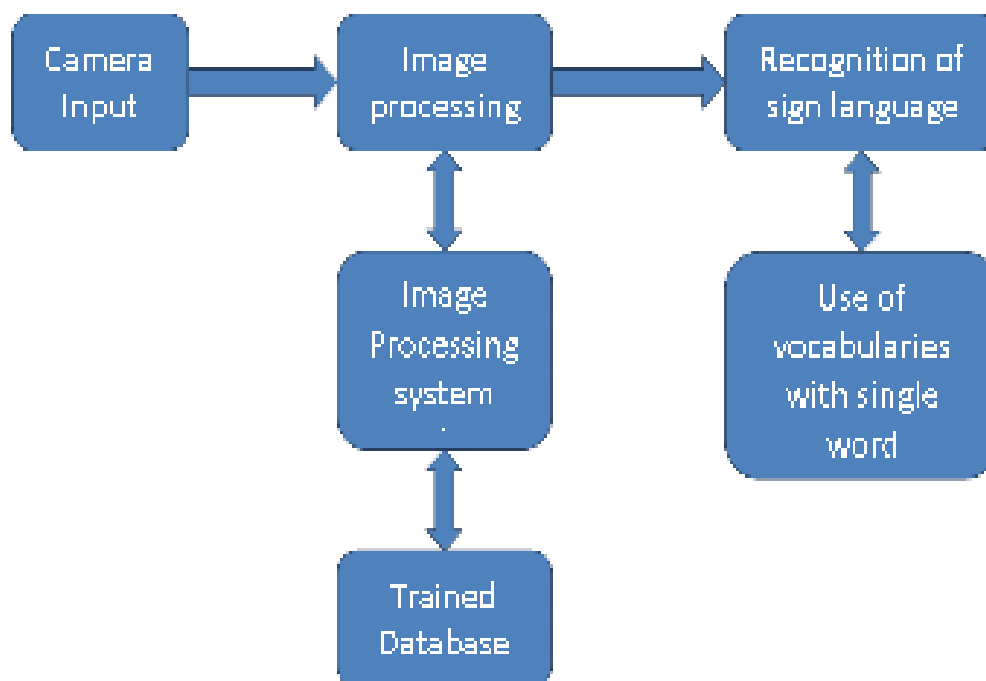 Camera
Input
Image
processing
Recognition of
sign language
Image
Processing
system
.
Use of
vocabularies
with single
word
Trained
Database